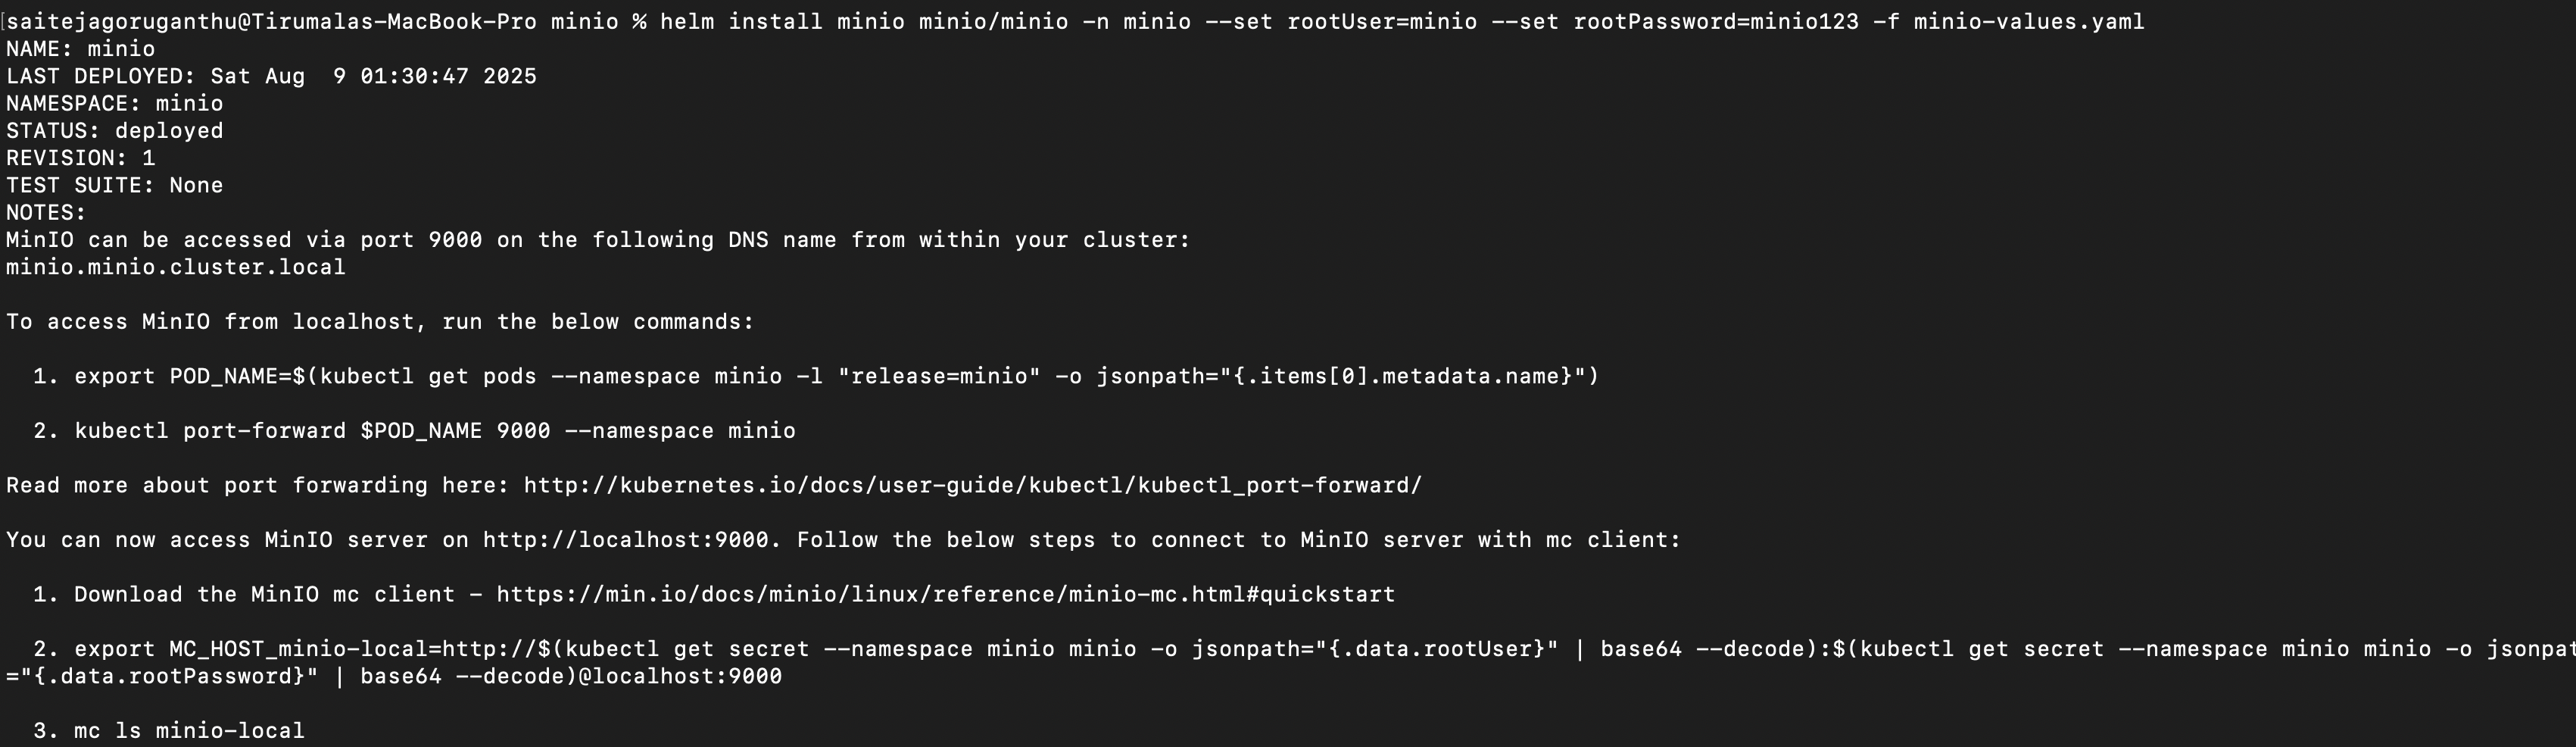 [saitejagoruganthu@Tirumalas-MacBook-Pro minio % helm install minio minio/minio -n minio --set rootUser=minio --set rootPassword=minio123 -f minio-values.yaml
NAME: minio
LAST DEPLOYED: Sat Aug  9 01:30:47 2025
NAMESPACE: minio
STATUS: deployed
REVISION: 1
TEST SUITE: None
NOTES:
MinIO can be accessed via port 9000 on the following DNS name from within your cluster:
minio.minio.cluster.local
To access MinIO from localhost, run the below commands:
  1. export POD_NAME=$(kubectl get pods --namespace minio -l "release=minio" -o jsonpath="{.items[0].metadata.name}")
  2. kubectl port-forward $POD_NAME 9000 --namespace minio
Read more about port forwarding here: http://kubernetes.io/docs/user-guide/kubectl/kubectl_port-forward/
You can now access MinIO server on http://localhost:9000. Follow the below steps to connect to MinIO server with mc client:
  1. Download the MinIO mc client - https://min.io/docs/minio/linux/reference/minio-mc.html#quickstart
  2. export MC_HOST_minio-local=http://$(kubectl get secret --namespace minio minio -o jsonpath="{.data.rootUser}" | base64 --decode):$(kubectl get secret --namespace minio minio -o jsonpat
="{.data.rootPassword}" | base64 --decode)@localhost:9000
  3. mc ls minio-local